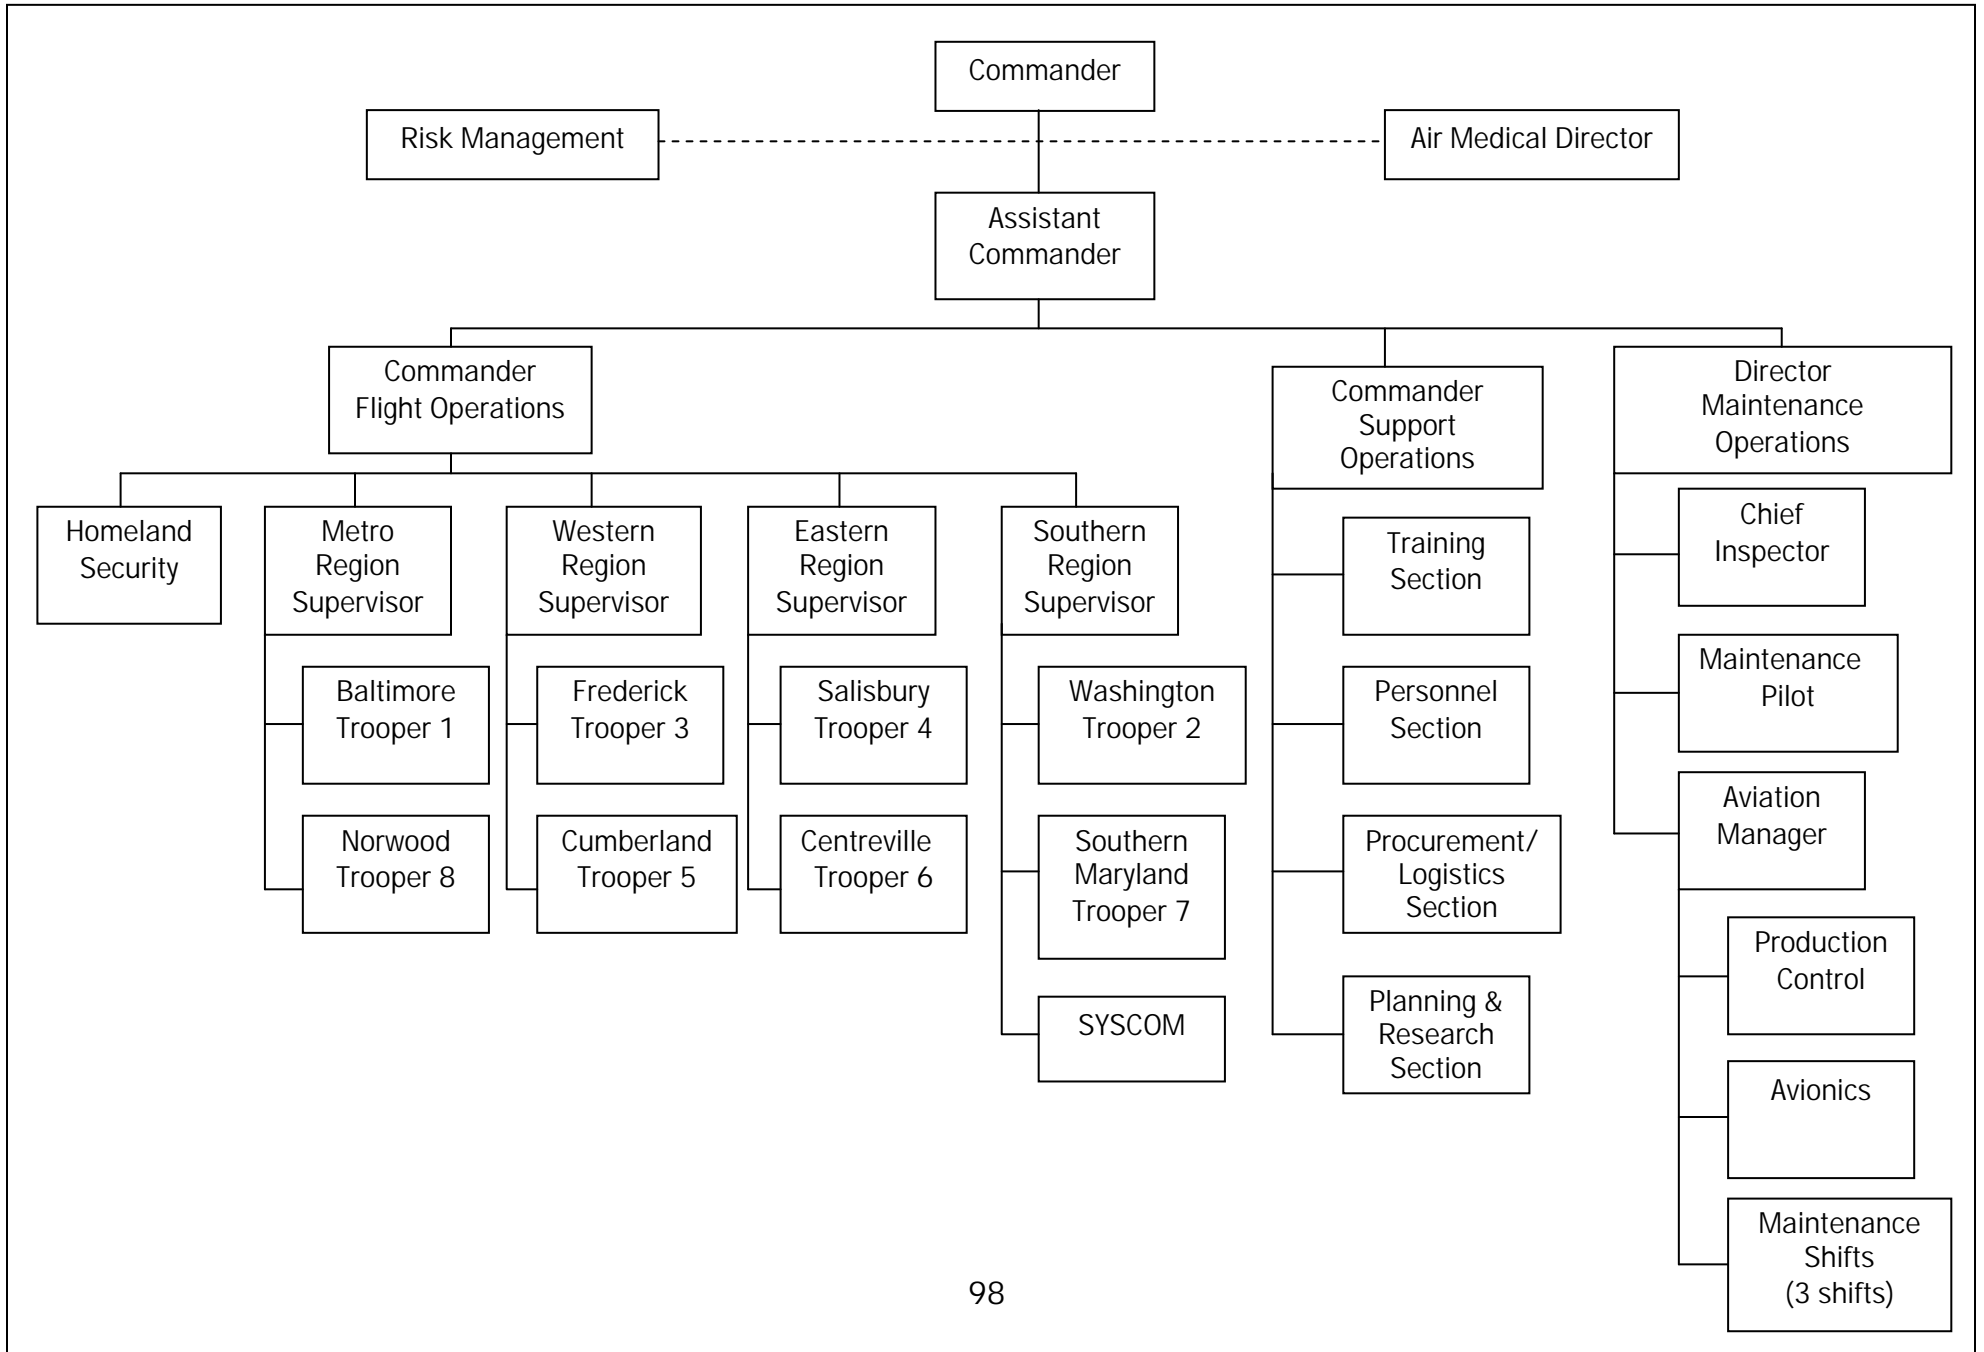 Commander
Risk Management
Air Medical Director
Assistant
Commander
Commander
Flight Operations
Commander
Support
Operations
Director
Maintenance
Operations
Homeland
Security
Metro
Region
Supervisor
Western
Region
Supervisor
Eastern
Region
Supervisor
Southern
Region
Supervisor
Baltimore
Trooper 1
Norwood
Trooper 8
Frederick
Trooper 3
Cumberland
Trooper 5
Salisbury
Trooper 4
Centreville
Trooper 6
Washington
Trooper 2
Southern
Maryland
Trooper 7
SYSCOM
Training
Section
Personnel
Section
Procurement/
Logistics
Section
Planning &
Research
Section
Chief
Inspector
Maintenance
Pilot
Aviation
Manager
Production
Control
Avionics
Maintenance
Shifts
(3 shifts)
98